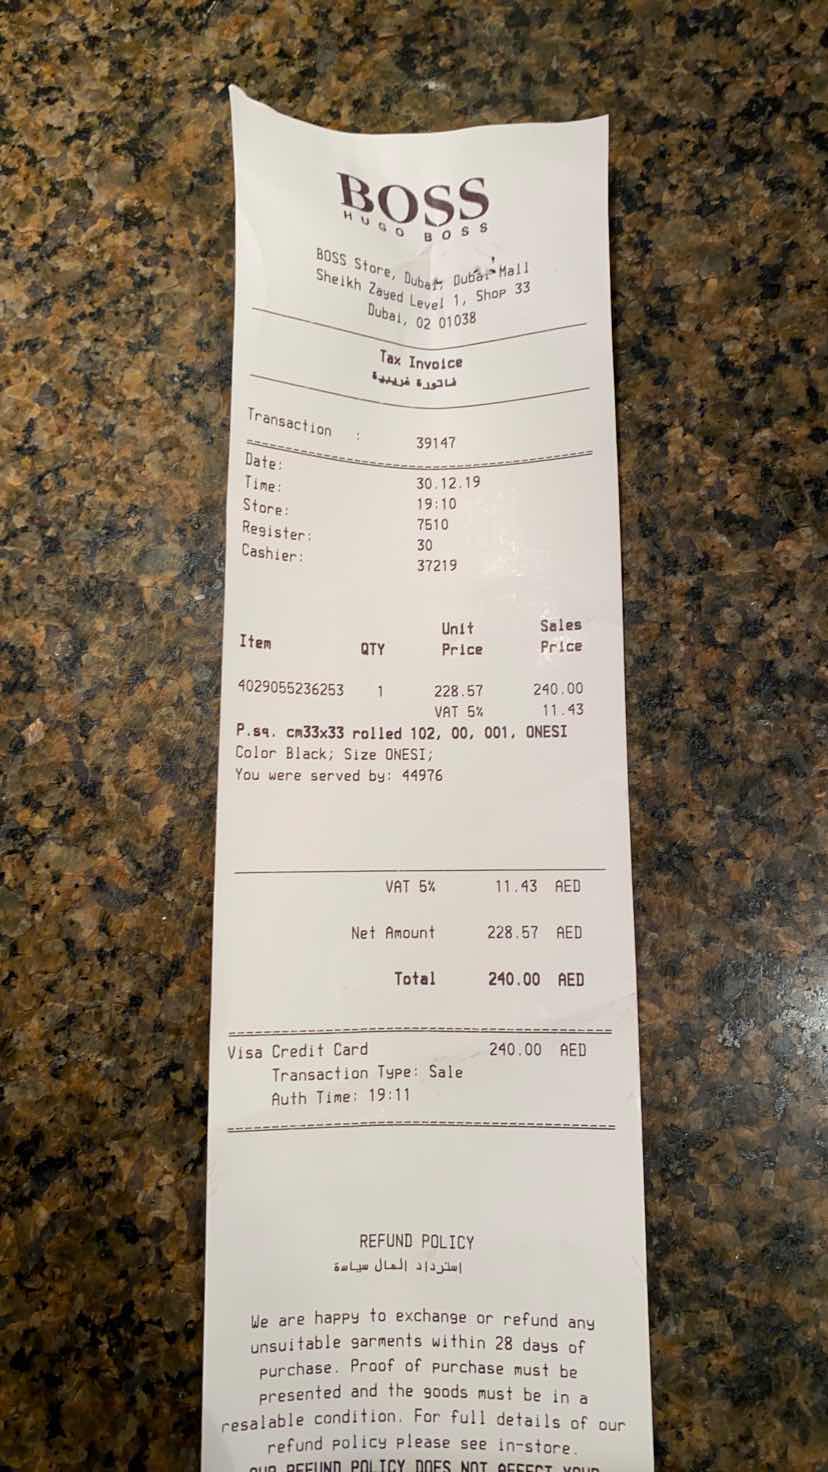 BOSS
HUGO BOSS
BOSS Store, Dubai, Dubai Mall
Sheikh Zayed Level 1, Shop 33
Dubai, 02 01038
Tax Invoice
فاتورة ضريبية
Transaction : 39147
Date: 30.12.19
Time: 19:10
Store: 7510
Register: 30
Cashier: 37219
Item QTY Unit Price Sales Price
4029055236253 1 228.57 240.00
VAT 5% 11.43
P.sq. cm33x33 rolled 102, 00, 001, ONESI
Color Black; Size ONESI;
You were served by: 44976
VAT 5% 11.43 AED
Net Amount 228.57 AED
Total 240.00 AED
Visa Credit Card 240.00 AED
Transaction Type: Sale
Auth Time: 19:11
REFUND POLICY
استرداد المال سياسة
We are happy to exchange or refund any
unsuitable garments within 28 days of
purchase. Proof of purchase must be
presented and the goods must be in a
resalable condition. For full details of our
refund policy please see in-store.
OUR REFUND POLICY DOES NOT AFFECT YOUR